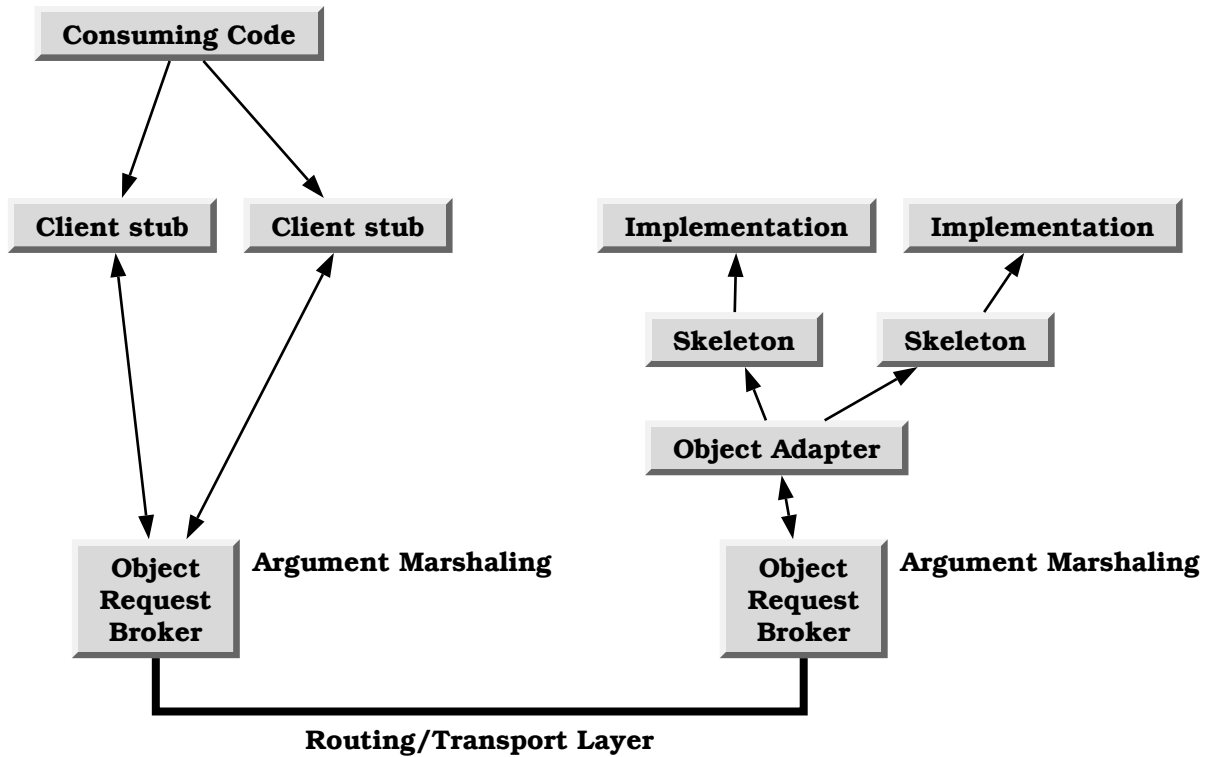 Consuming Code
Client stub
Client stub
Implementation
Implementation
Skeleton
Skeleton
Object Adapter
Object
Request
Broker
Argument Marshaling
Object
Request
Broker
Argument Marshaling
Routing/Transport Layer